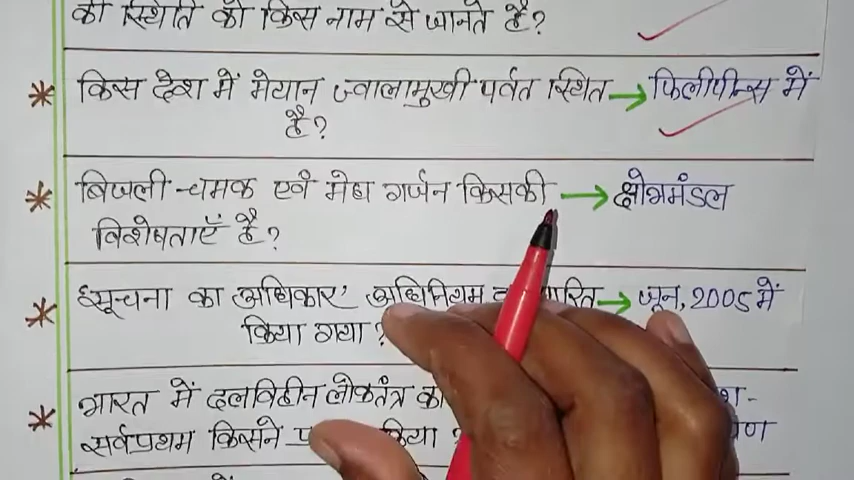 की स्थिति को किस नाम से जानते है?
* किस देश में मेयान ज्वालामुखी पर्वत स्थित → फिलीपीन्स में
है?
* बिजली चमक एवं मेघ गर्जन किसकी → क्षोभमंडल
विशेषताएँ है?
* सूचना का अधिकार' अधिनियम → जून, 2005 में
किया गया?
* भारत में दलविहीन लोकतंत्र का
सर्वप्रथम किसने